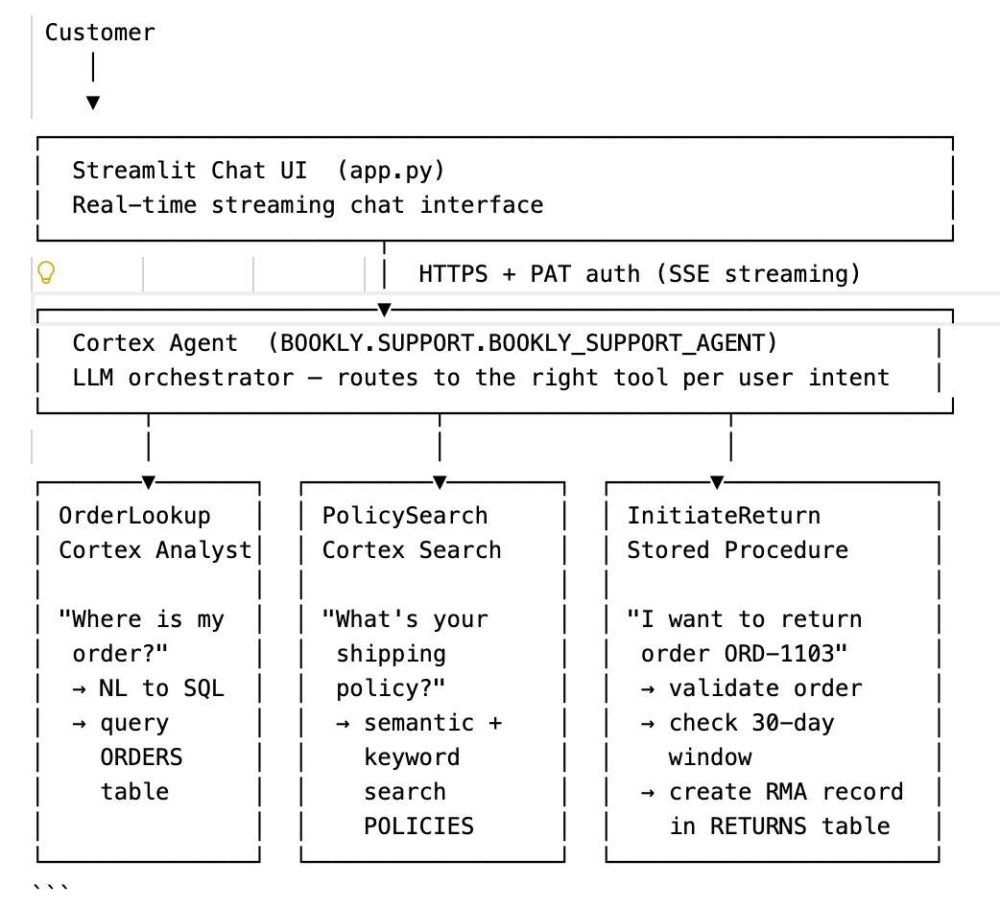 Customer
Streamlit Chat UI  (app.py)
Real-time streaming chat interface
HTTPS + PAT auth (SSE streaming)
Cortex Agent  (BOOKLY.SUPPORT.BOOKLY_SUPPORT_AGENT)
LLM orchestrator — routes to the right tool per user intent
OrderLookup
Cortex Analyst
"Where is my
order?"
→ NL to SQL
→ query
ORDERS
table
PolicySearch
Cortex Search
"What's your
shipping
policy?"
→ semantic +
keyword
search
POLICIES
InitiateReturn
Stored Procedure
"I want to return
order ORD-1103"
→ validate order
→ check 30-day
window
→ create RMA record
in RETURNS table
```